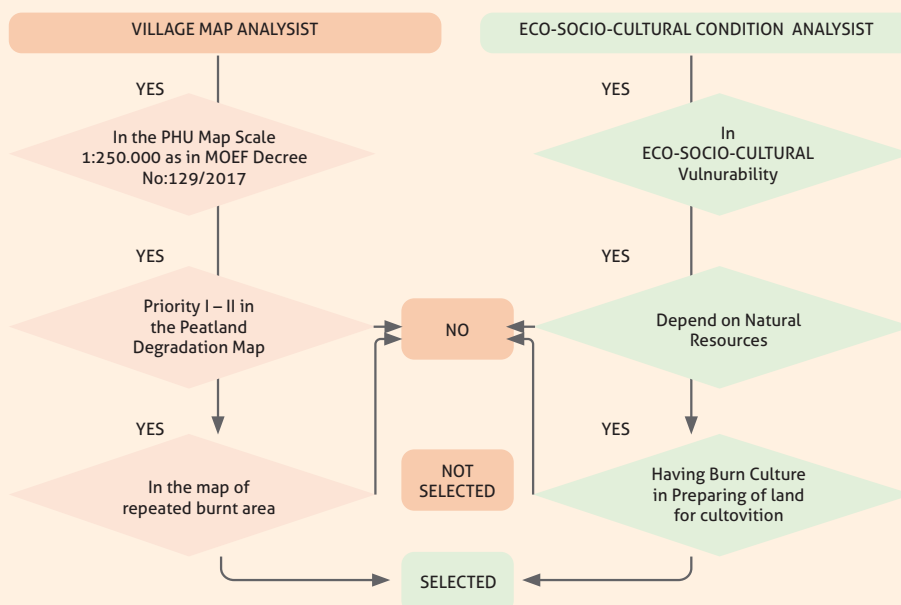 VILLAGE MAP ANALYSIST
YES
In the PHU Map Scale
1:250.000 as in MOEF Decree
No:129/2017
YES
Priority I – II in
the Peatland
Degradation Map
YES
In the map of
repeated burnt area
NO
NOT
SELECTED
SELECTED
ECO-SOCIO-CULTURAL CONDITION ANALYSIST
YES
In
ECO-SOCIO-CULTURAL
Vulnurability
YES
Depend on Natural
Resources
YES
Having Burn Culture
in Preparing of land
for cultovition